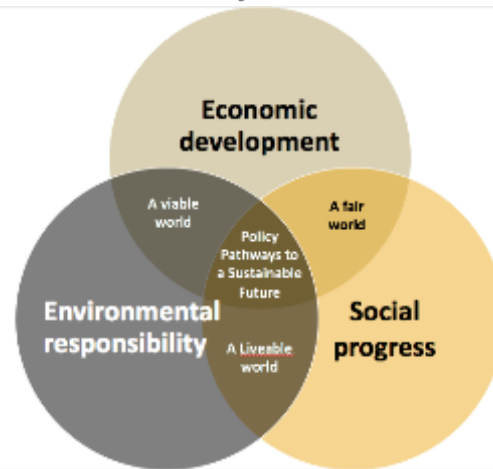 Economic
development
A viable
world
A fair
world
Policy
Pathways to
a Sustainable
Future
Environmental
responsibility
Social
progress
A Liveable
world